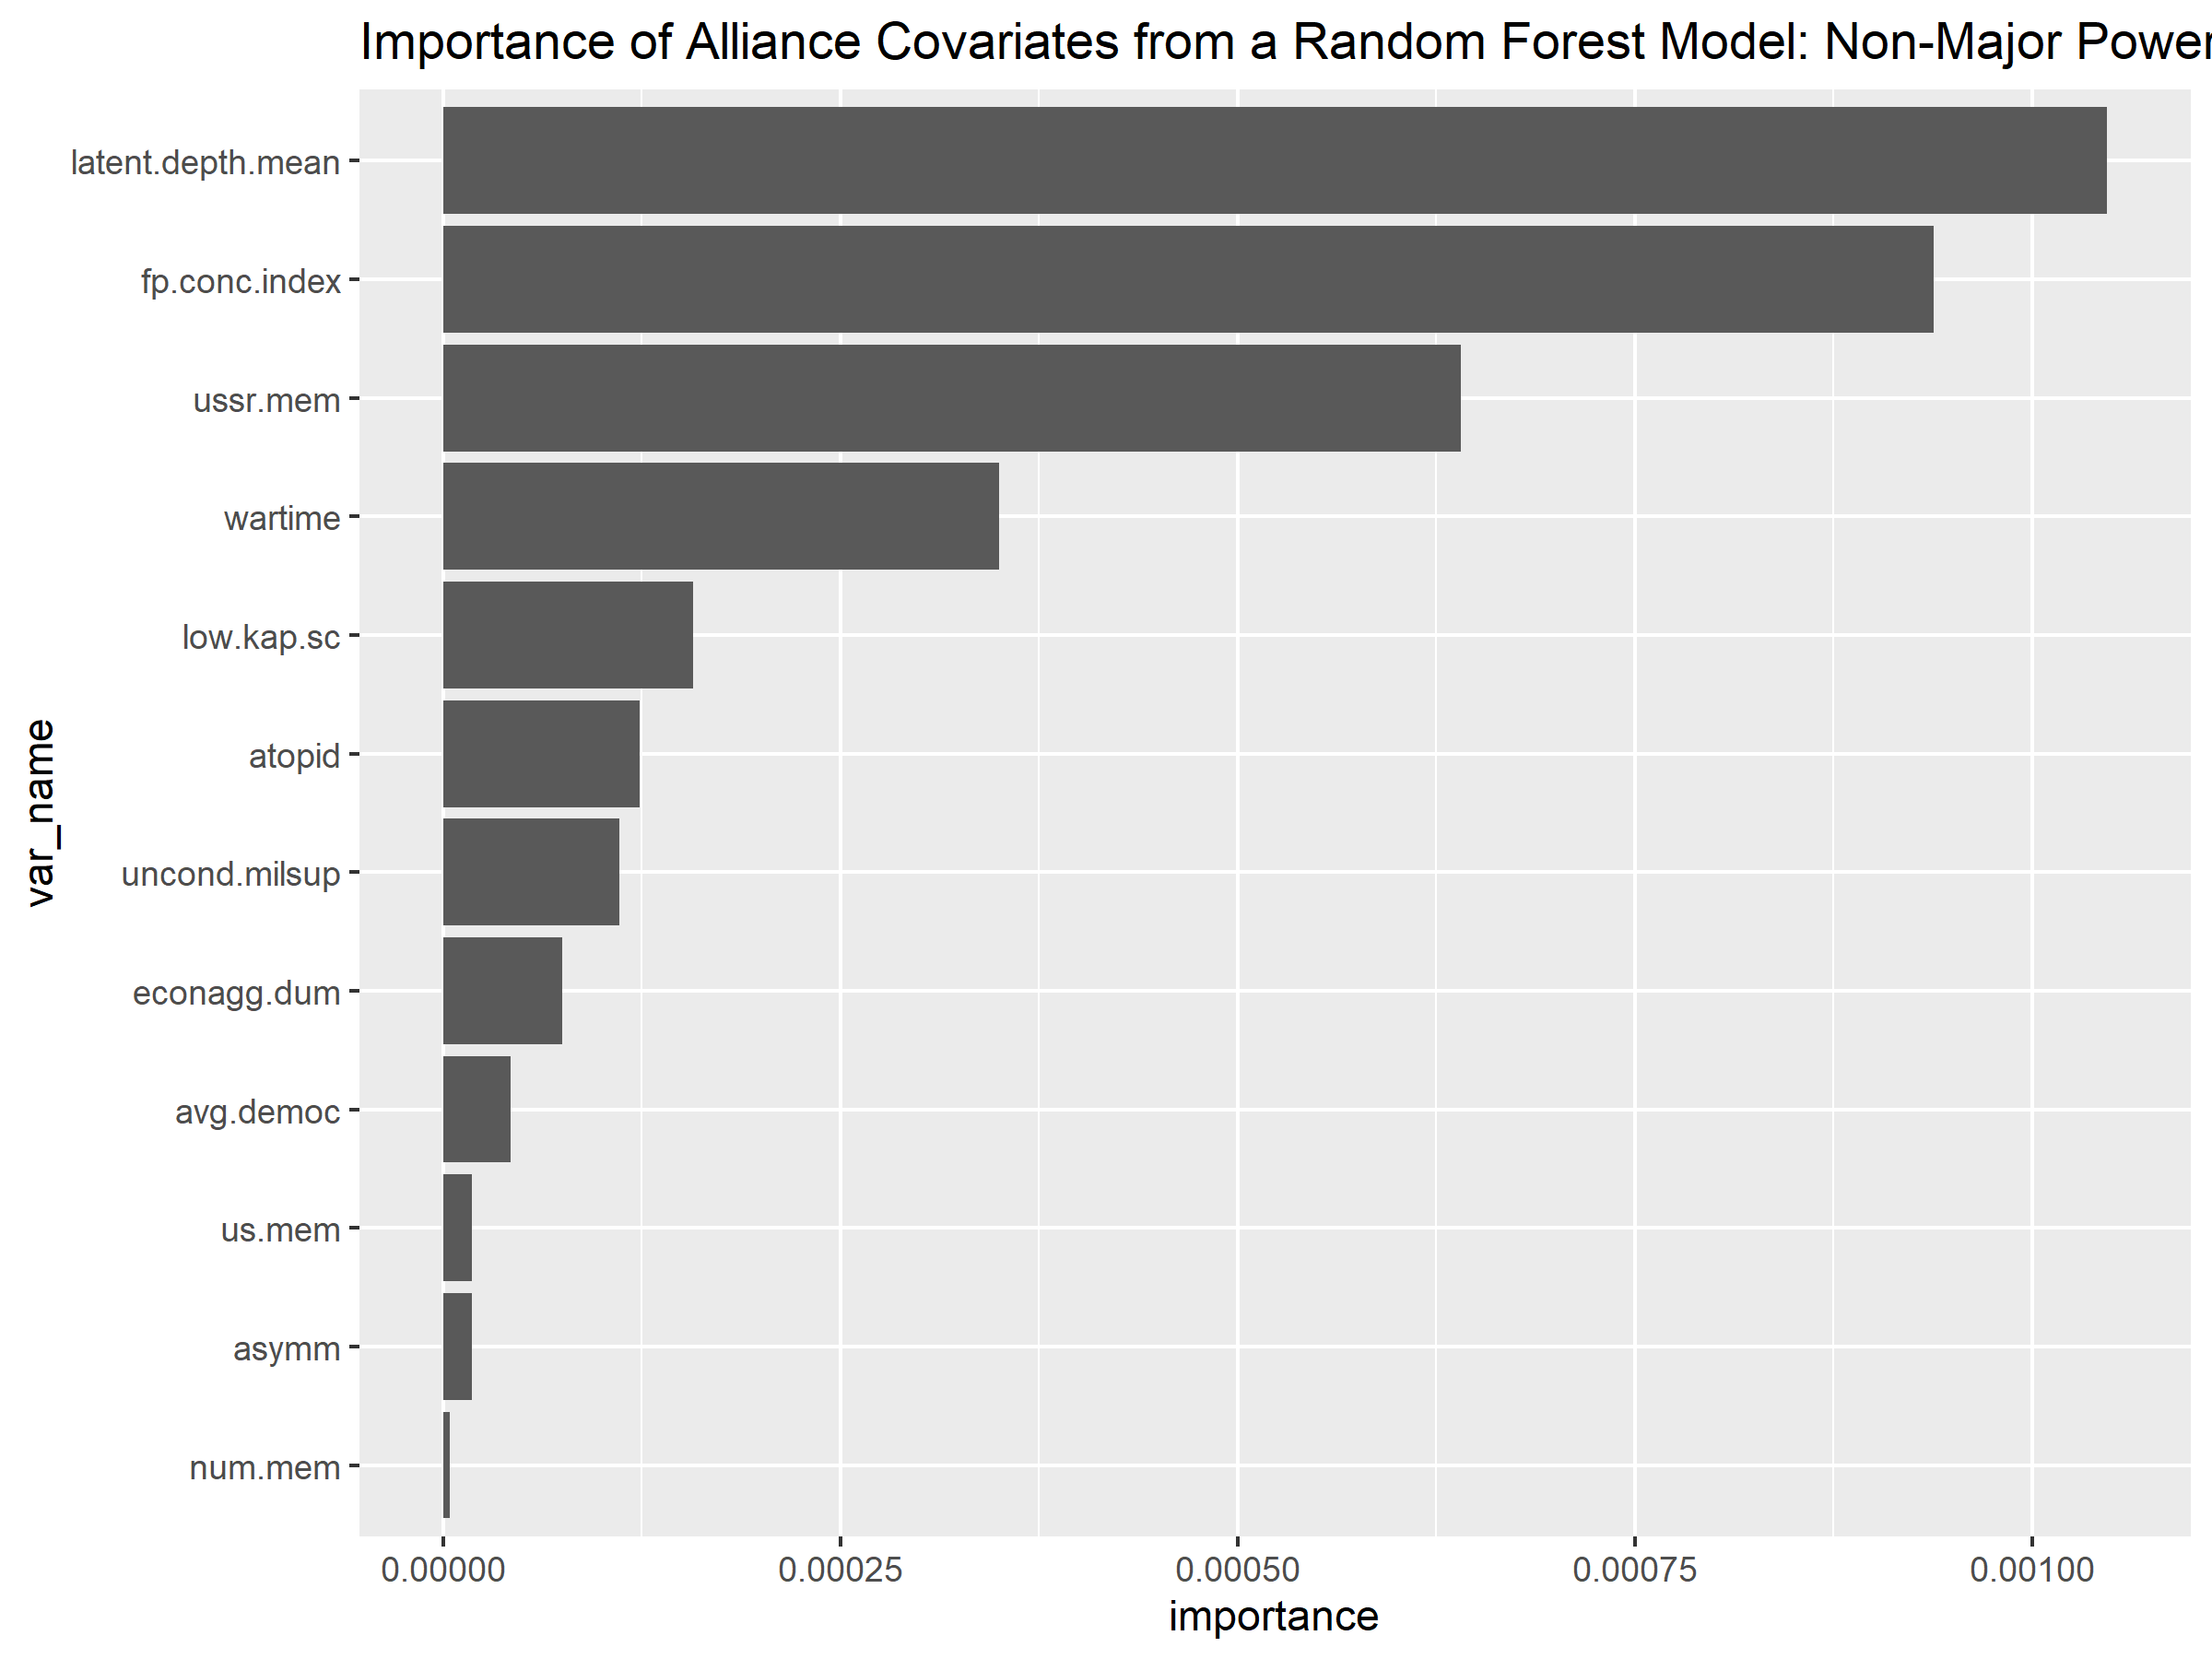 Importance of Alliance Covariates from a Random Forest Model: Non-Major Power
latent.depth.mean
fp.conc.index
ussr.mem
wartime
low.kap.sc
atopid
uncond.milsup
econagg.dum
avg.democ
us.mem
asymm
num.mem
var_name
0.00000 0.00025 0.00050 0.00075 0.00100
importance